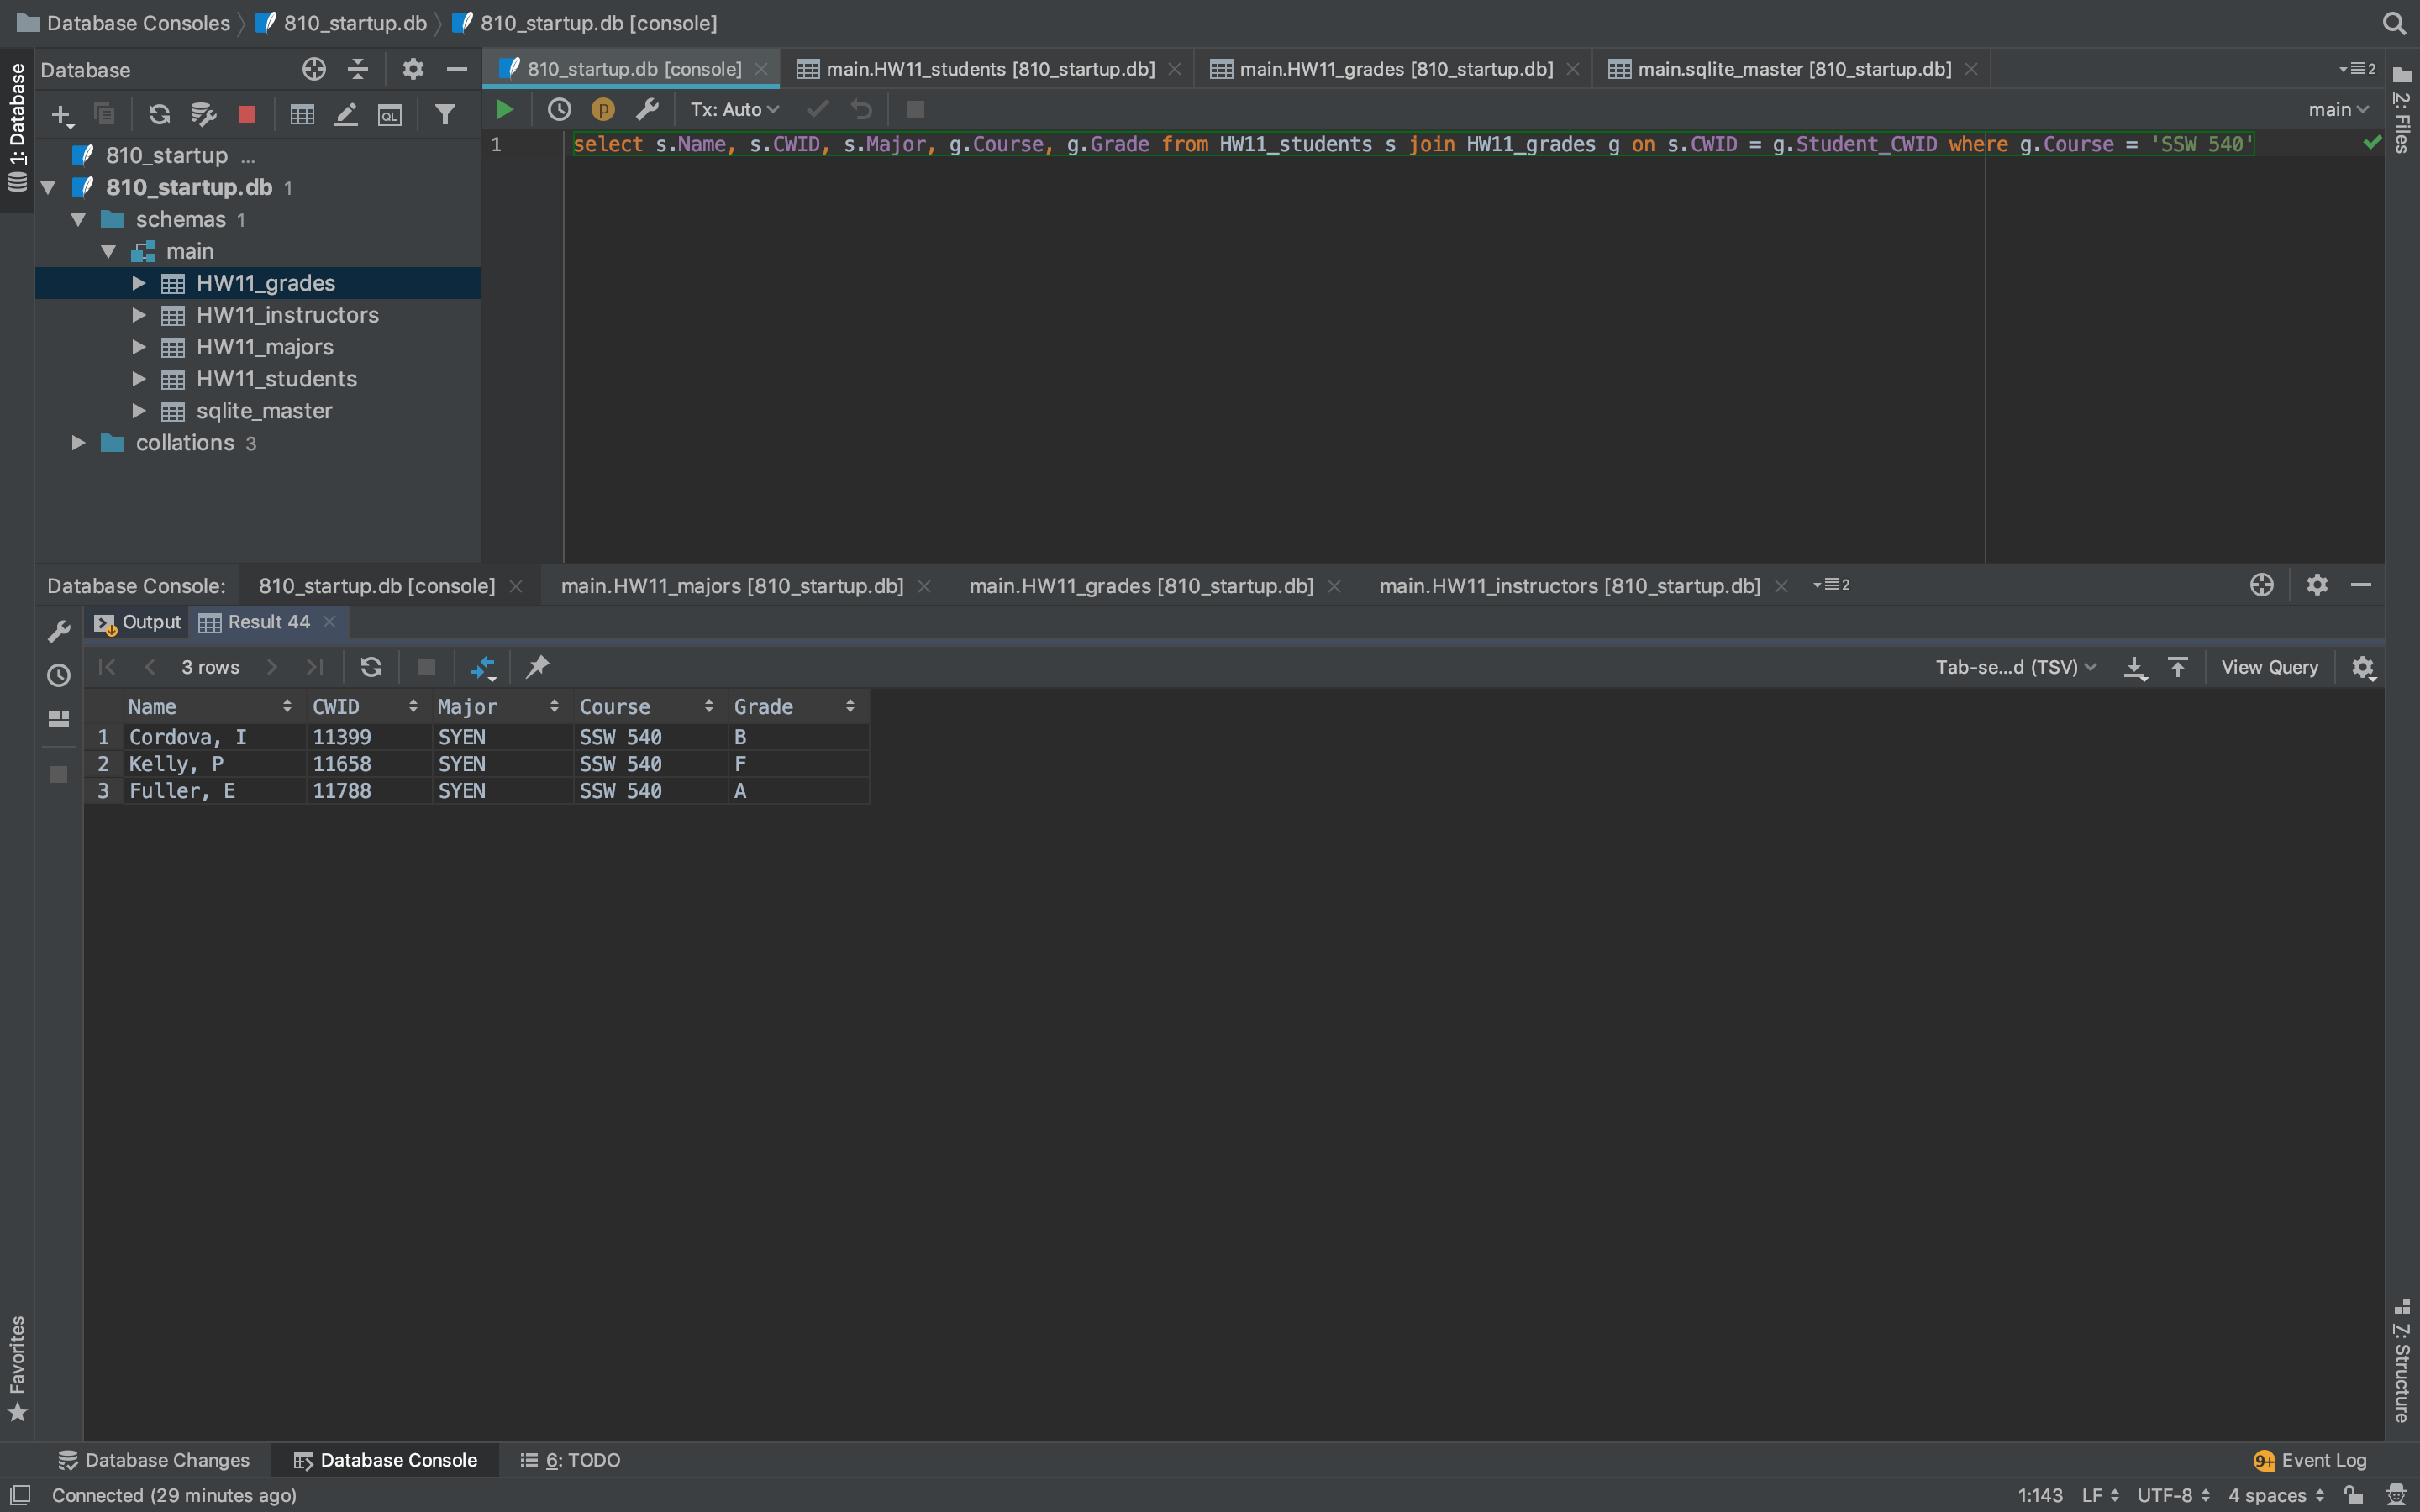 Database Consoles 810_startup.db 810_startup.db [console]
1: Database
Database
810_startup.db [console] main.HW11_students [810_startup.db] main.HW11_grades [810_startup.db] main.sqlite_master [810_startup.db] 2
2: Files
QL
p Tx: Auto main
1 select s.Name, s.CWID, s.Major, g.Course, g.Grade from HW11_students s join HW11_grades g on s.CWID = g.Student_CWID where g.Course = 'SSW 540'
810_startup ...
810_startup.db 1
schemas 1
main
HW11_grades
HW11_instructors
HW11_majors
HW11_students
sqlite_master
collations 3
Database Console: 810_startup.db [console] main.HW11_majors [810_startup.db] main.HW11_grades [810_startup.db] main.HW11_instructors [810_startup.db] 2
Output Result 44
3 rows Tab-se...d (TSV) View Query
Name CWID Major Course Grade
1 Cordova, I 11399 SYEN SSW 540 B
2 Kelly, P 11658 SYEN SSW 540 F
3 Fuller, E 11788 SYEN SSW 540 A
Favorites
7: Structure
Database Changes Database Console 6: TODO 9+ Event Log
Connected (29 minutes ago) 1:143 LF UTF-8 4 spaces